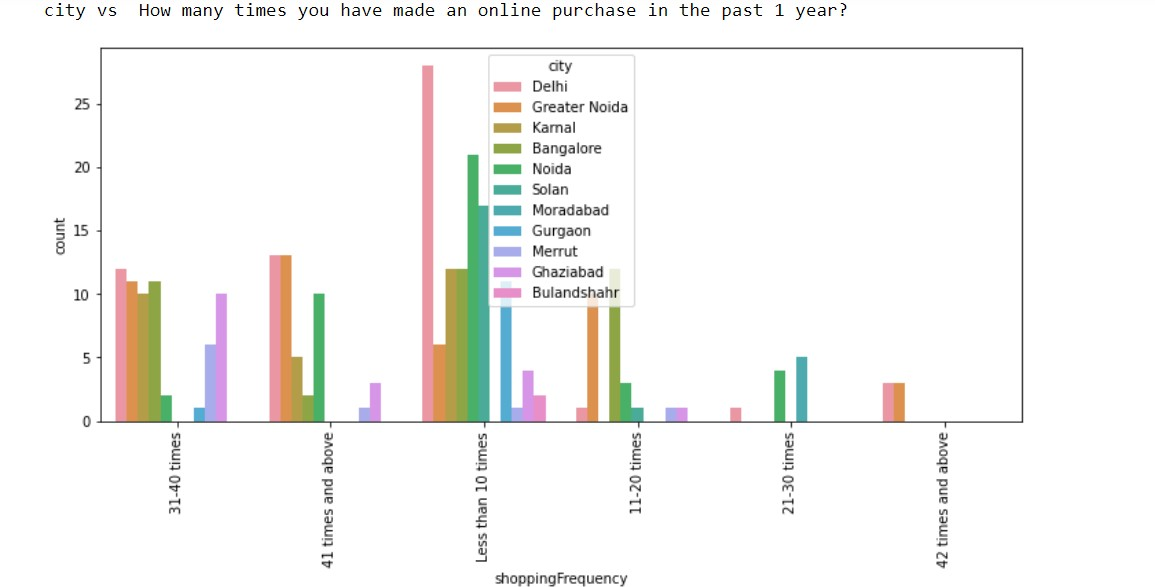 city vs  How many times you have made an online purchase in the past 1 year?
city
Delhi
Greater Noida
Karnal
Bangalore
Noida
Solan
Moradabad
Gurgaon
Merrut
Ghaziabad
Bulandshahr
count
25
20
15
10
5
0
31-40 times
41 times and above
Less than 10 times
11-20 times
21-30 times
42 times and above
shoppingFrequency